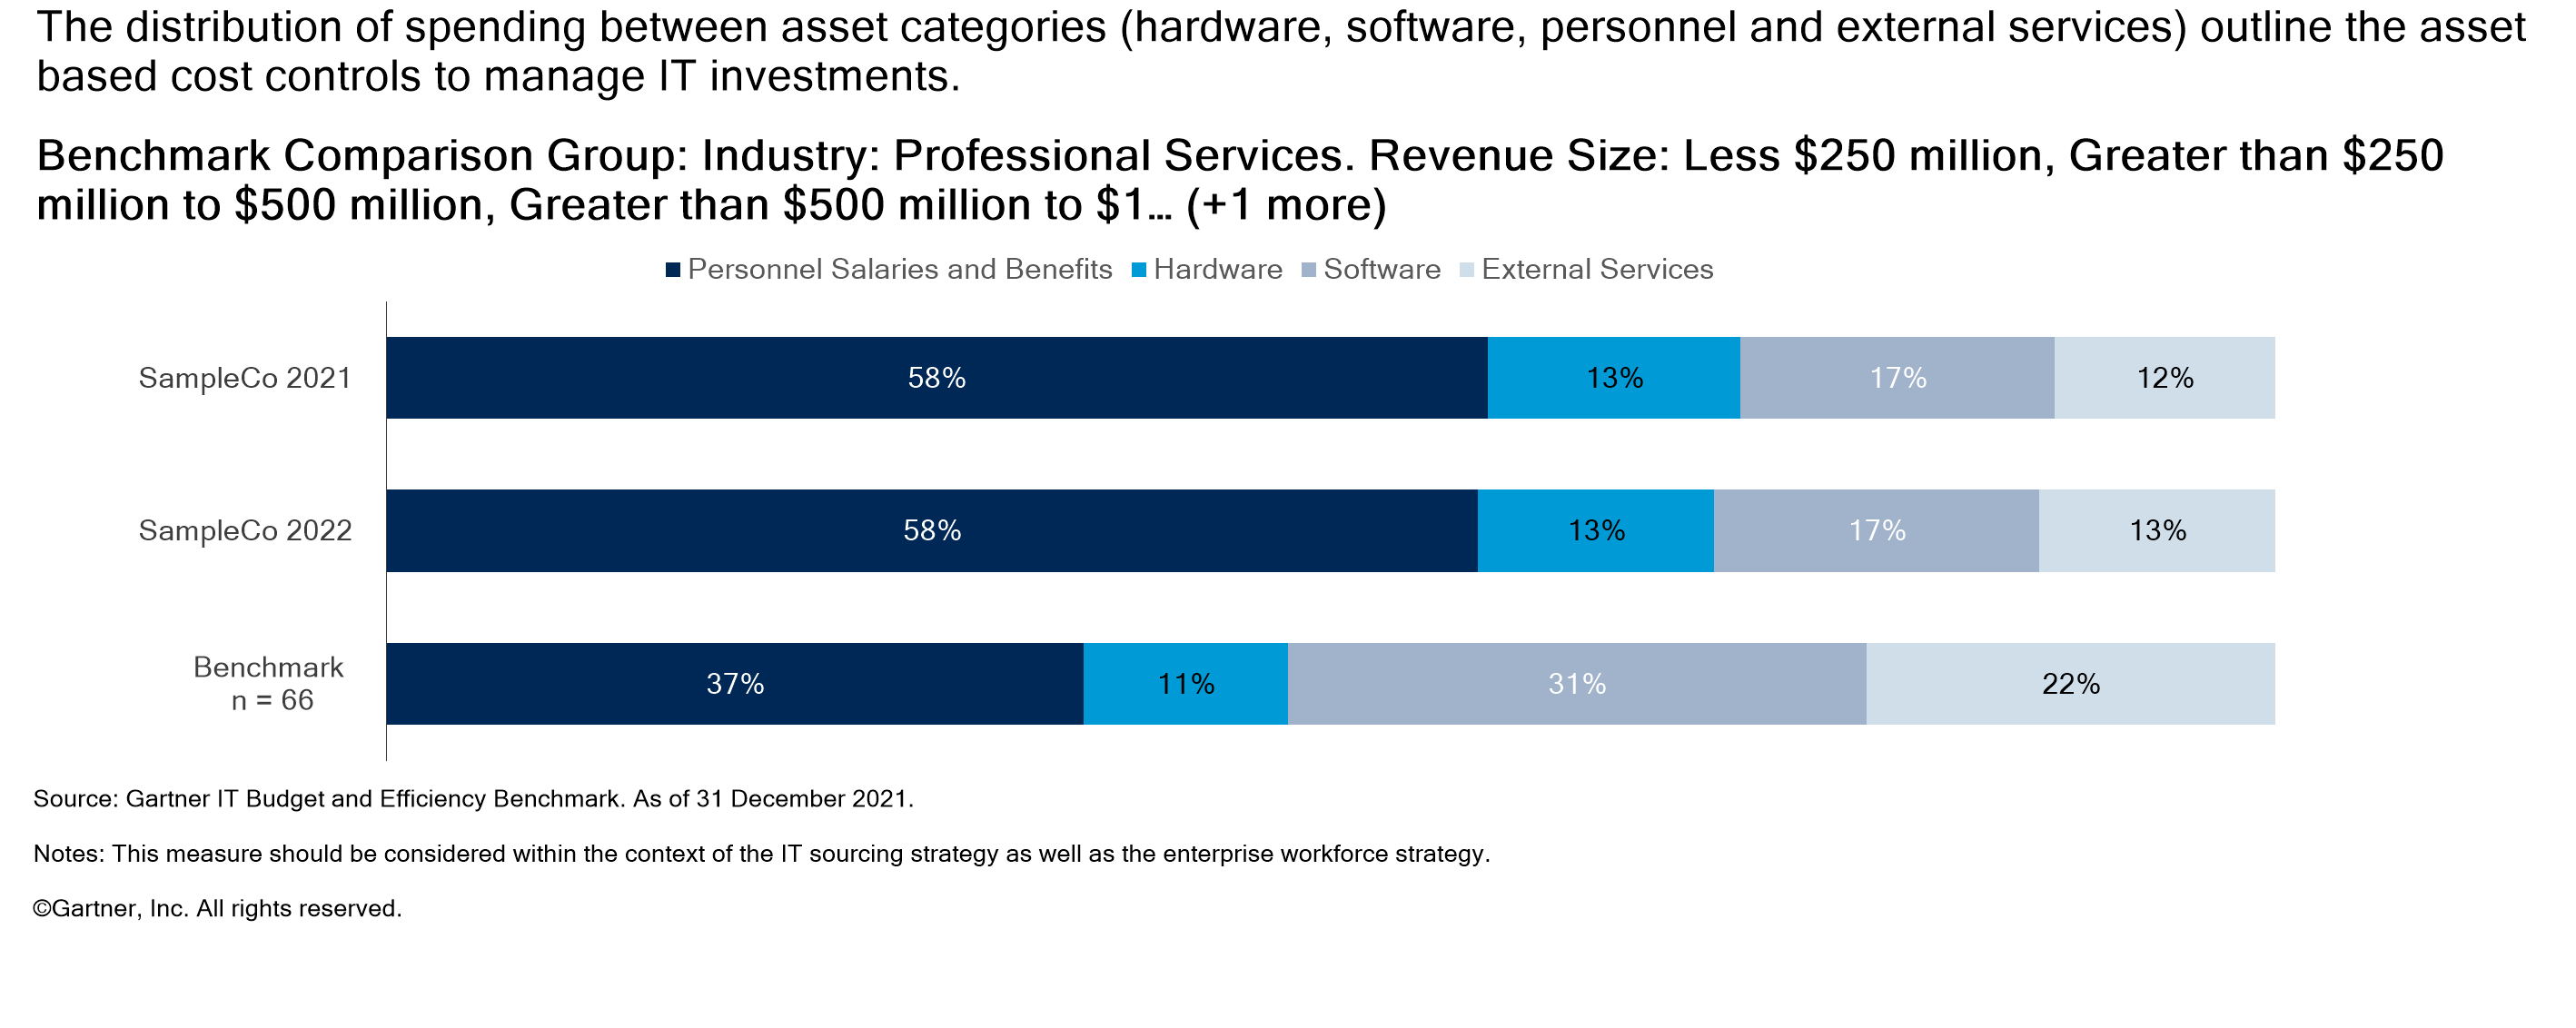 The distribution of spending between asset categories (hardware, software, personnel and external services) outline the asset
based cost controls to manage IT investments.
Benchmark Comparison Group: Industry: Professional Services. Revenue Size: Less $250 million, Greater than $250
million to $500 million, Greater than $500 million to $1... (+1 more)
Personnel Salaries and Benefits Hardware Software External Services
SampleCo 2021 58% 13% 17% 12%
SampleCo 2022 58% 13% 17% 13%
Benchmark
n = 66 37% 11% 31% 22%
Source: Gartner IT Budget and Efficiency Benchmark. As of 31 December 2021.
Notes: This measure should be considered within the context of the IT sourcing strategy as well as the enterprise workforce strategy.
©Gartner, Inc. All rights reserved.